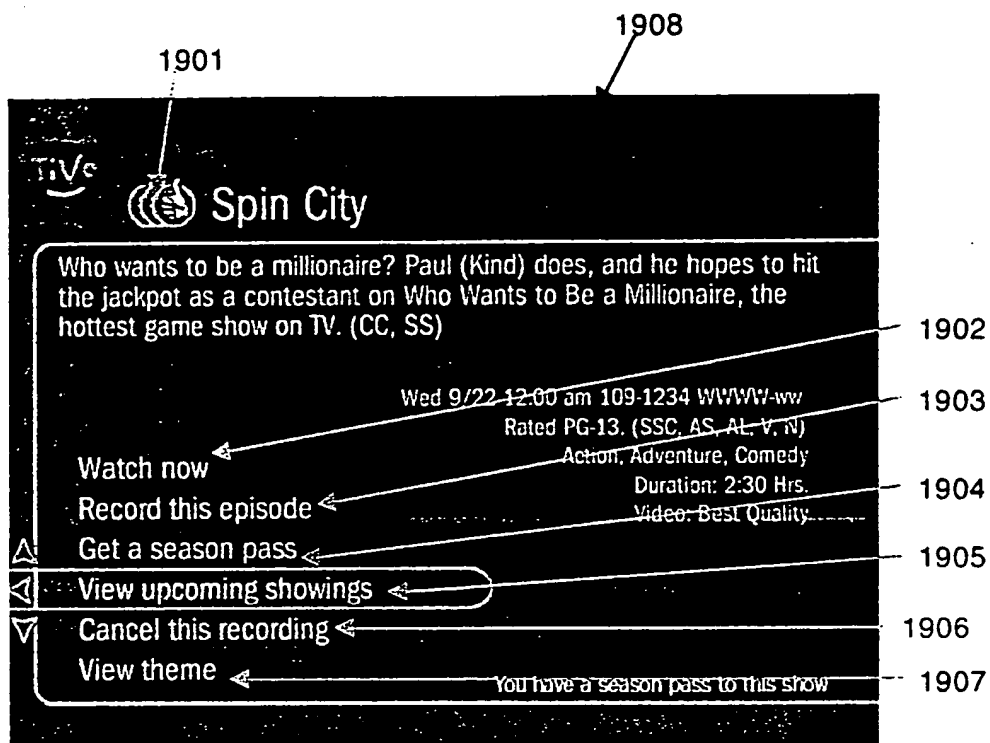 1908
1901
TiVo
Spin City
Who wants to be a millionaire? Paul (Kind) does, and he hopes to hit
the jackpot as a contestant on Who Wants to Be a Millionaire, the
hottest game show on TV. (CC, SS)
1902
Wed 9/22 12:00 am 109-1234 WWWW-ww
1903
Rated PG-13. (SSC, AS, AL, V, N)
Action, Adventure, Comedy
Watch now
Duration: 2:30 Hrs.
1904
Record this episode
Video: Best Quality
Get a season pass
1905
View upcoming showings
Cancel this recording
1906
View theme
1907
You have a season pass to this show